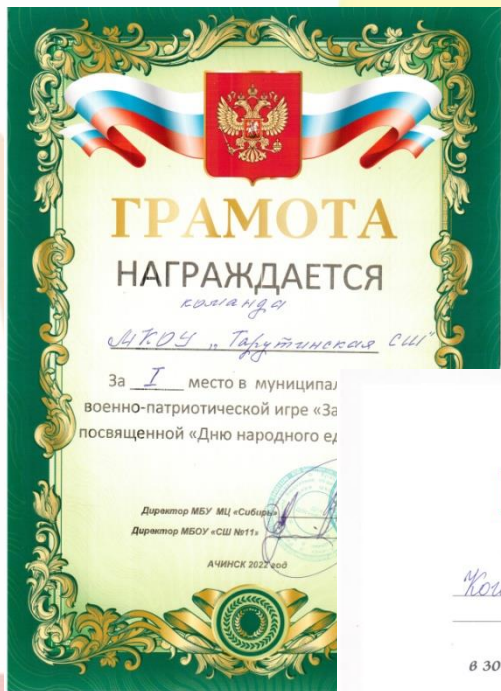 ГРАМОТА
НАГРАЖДАЕТСЯ
команда
МКОУ „Тарутинская СШ"
За I место в муниципал
военно-патриотической игре «За
посвященной «Дню народного ед
Директор МБУ МЦ «Сибирь»
Директор МБОУ «СШ №11»
АЧИНСК 2022 год
в 30